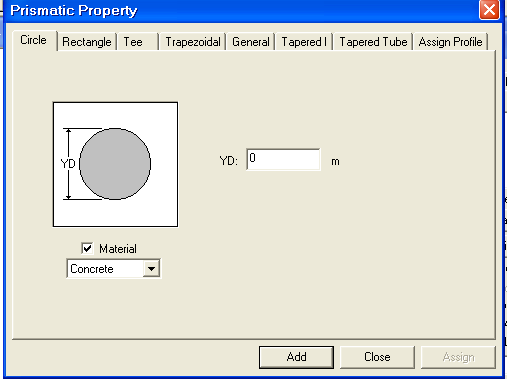 Prismatic Property
Circle Rectangle Tee Trapezoidal General Tapered I Tapered Tube Assign Profile
YD
YD: 0 m
Material
Concrete
Add Close Assign